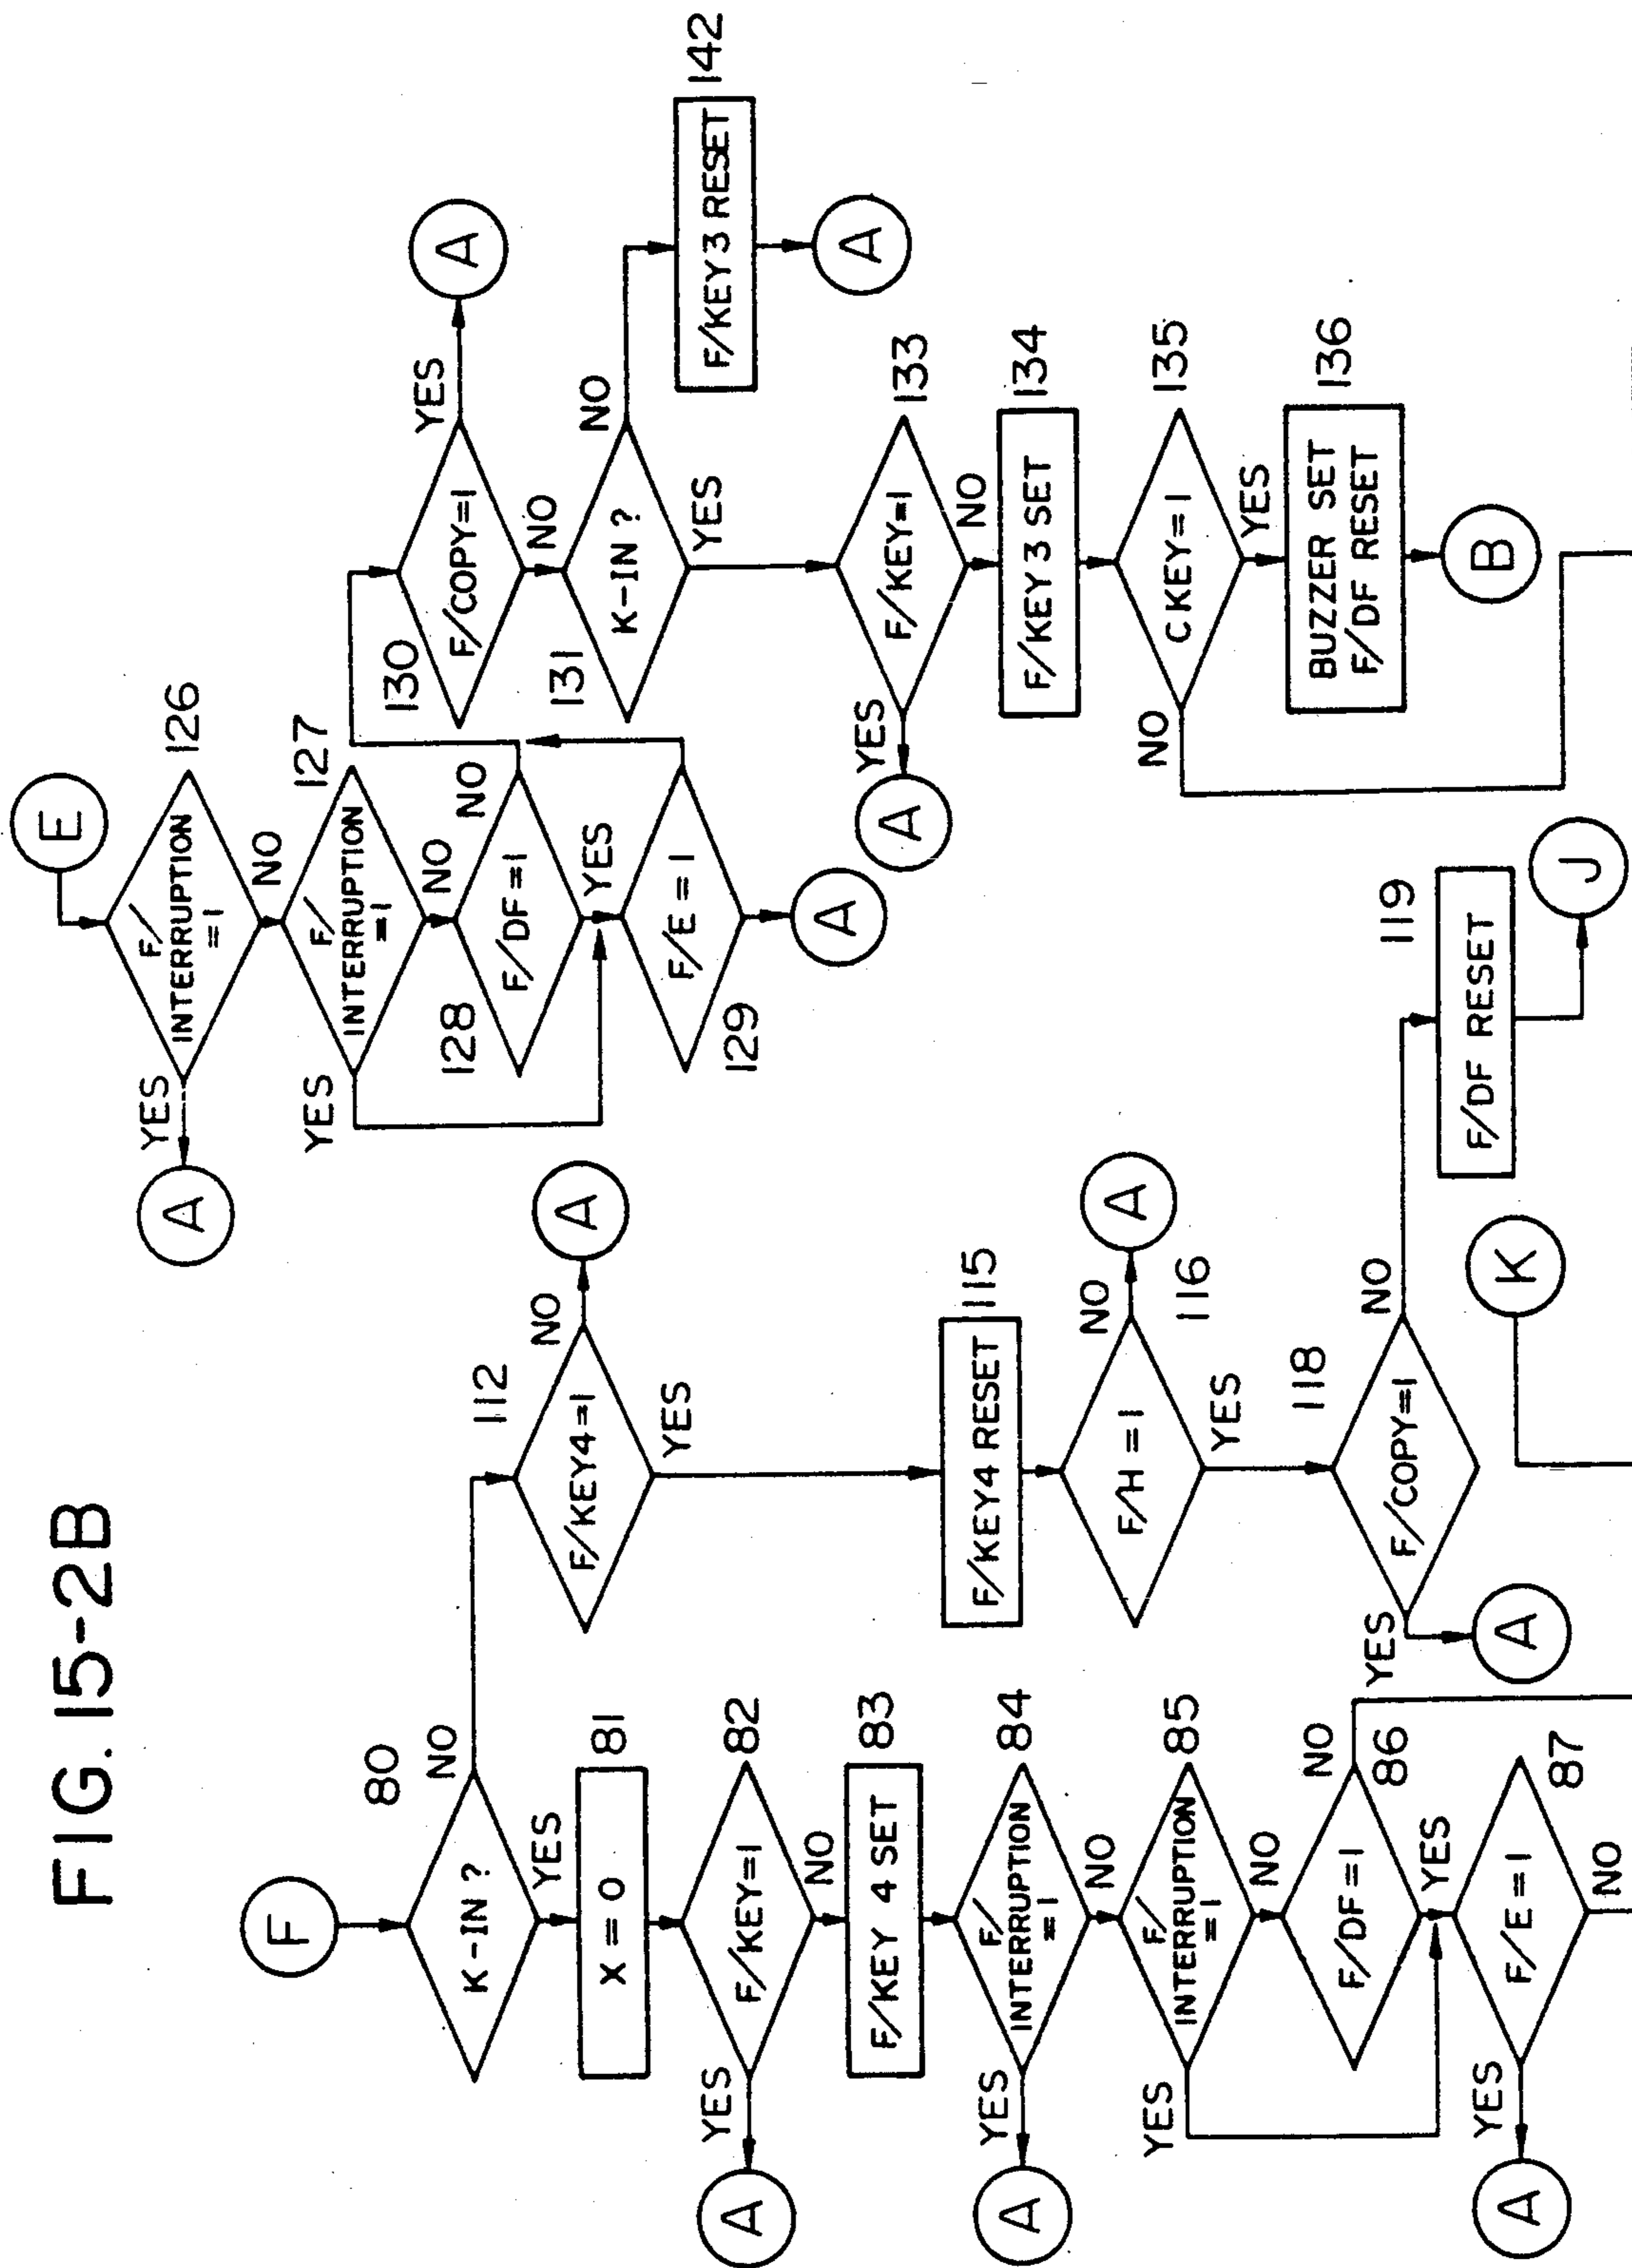 FIG. 15-2B
F
80
K-IN ?
NO
YES
81
X = 0
82
F/KEY=1
YES
A
NO
83
F/KEY 4 SET
84
F/
INTERRUPTION
=1
YES
A
NO
85
F/
INTERRUPTION
=1
YES
NO
86
F/DF=1
NO
YES
87
F/E=1
YES
A
NO
112
F/KEY4=1
NO
A
YES
115
F/KEY4 RESET
116
F/H=1
NO
A
YES
118
F/COPY=1
YES
A
NO
119
F/DF RESET
J
K
E
126
F/
INTERRUPTION
=1
YES
A
NO
127
F/
INTERRUPTION
=1
YES
NO
128
F/DF=1
NO
YES
129
F/E=1
A
130
F/COPY=1
YES
A
NO
131
K-IN ?
NO
YES
142
F/KEY3 RESET
A
133
F/KEY=1
YES
A
NO
134
F/KEY3 SET
135
C KEY=1
NO
YES
136
BUZZER SET
F/DF RESET
B